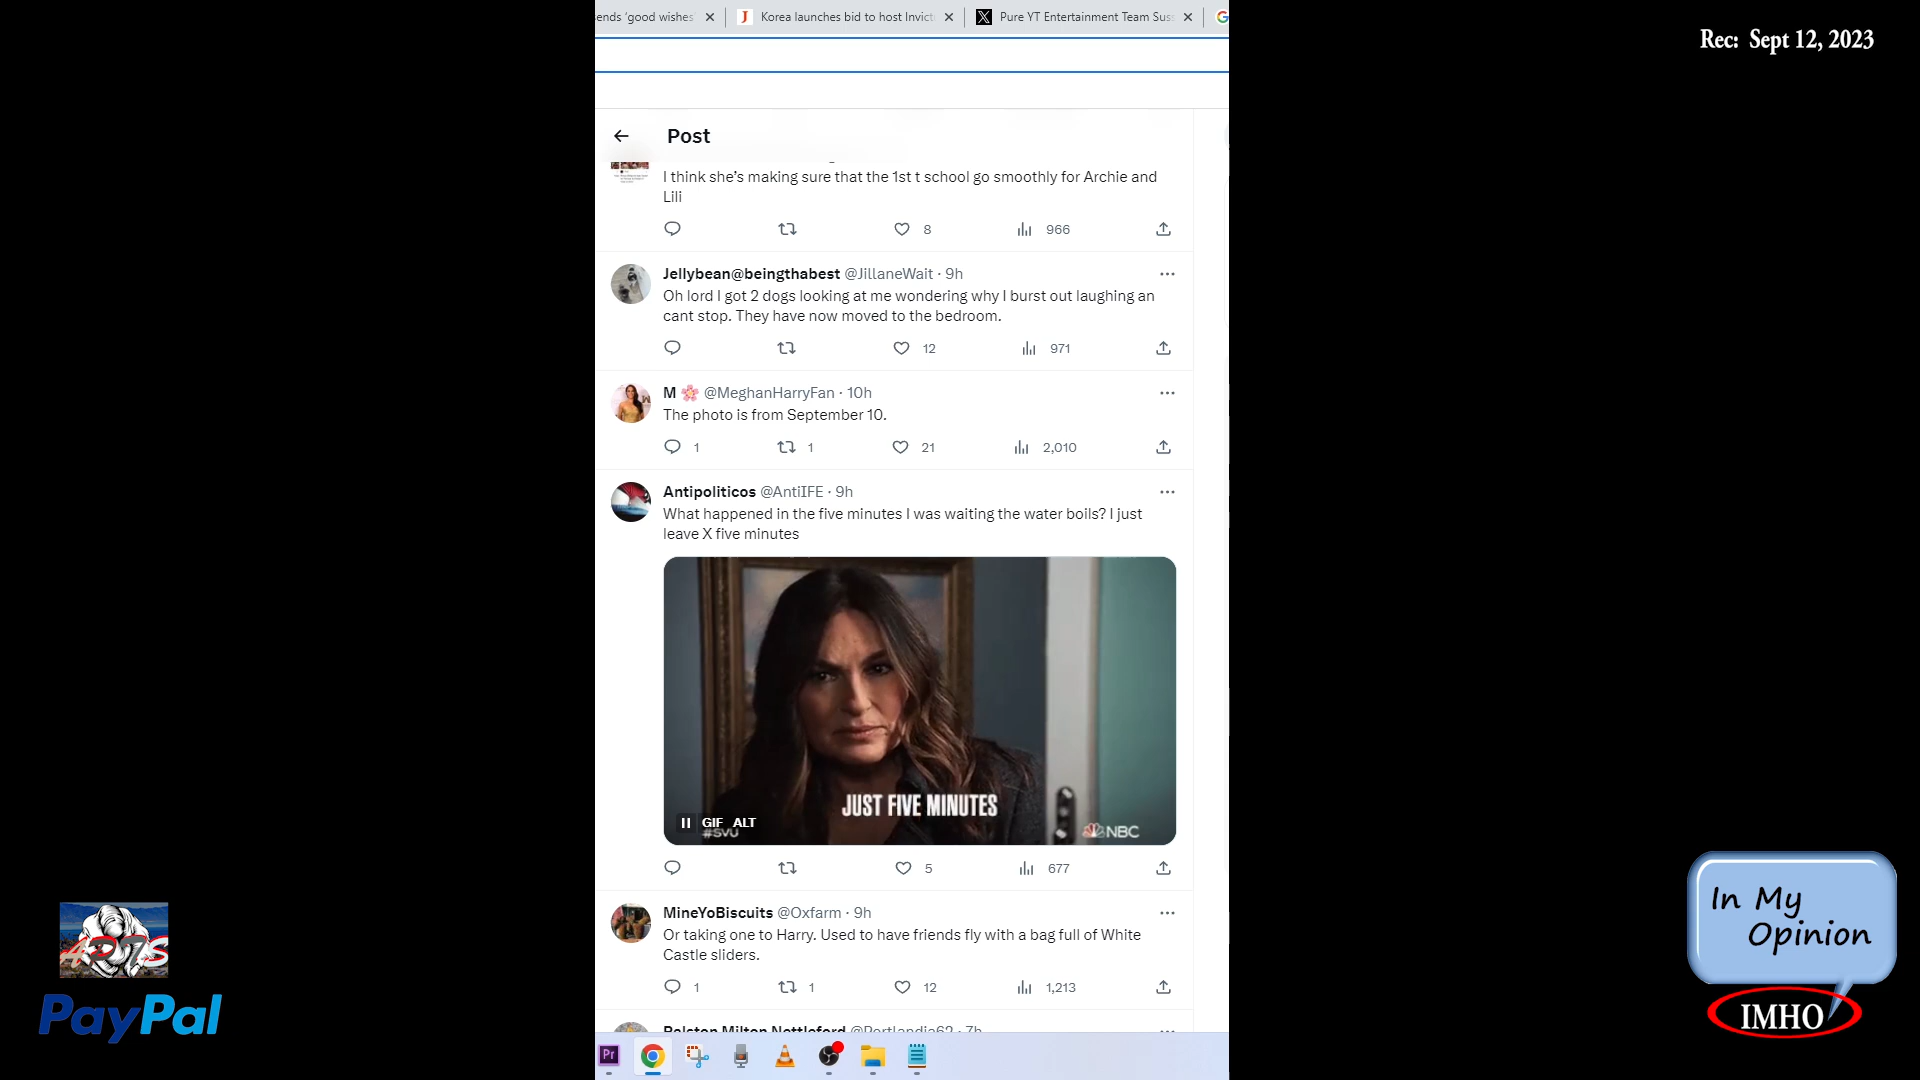 ends ‘good wishes’
Korea launches bid to host Invict
Pure YT Entertainment Team Suss
Rec: Sept 12, 2023
Post
I think she’s making sure that the 1st t school go smoothly for Archie and
Lili
8 966
Jellybean@beingthabest @JillaneWait · 9h
Oh lord I got 2 dogs looking at me wondering why I burst out laughing an
cant stop. They have now moved to the bedroom.
12 971
M 🌸 @MeghanHarryFan · 10h
The photo is from September 10.
1 1 21 2,010
Antipoliticos @AntiIFE · 9h
What happened in the five minutes I was waiting the water boils? I just
leave X five minutes
JUST FIVE MINUTES
GIF ALT
#SVU
NBC
5 677
MineYoBiscuits @Oxfarm · 9h
Or taking one to Harry. Used to have friends fly with a bag full of White
Castle sliders.
1 1 12 1,213
Ralston Milton Nettleford @Portlandia62 · 7h
Pr
PayPal
In My
Opinion
IMHO